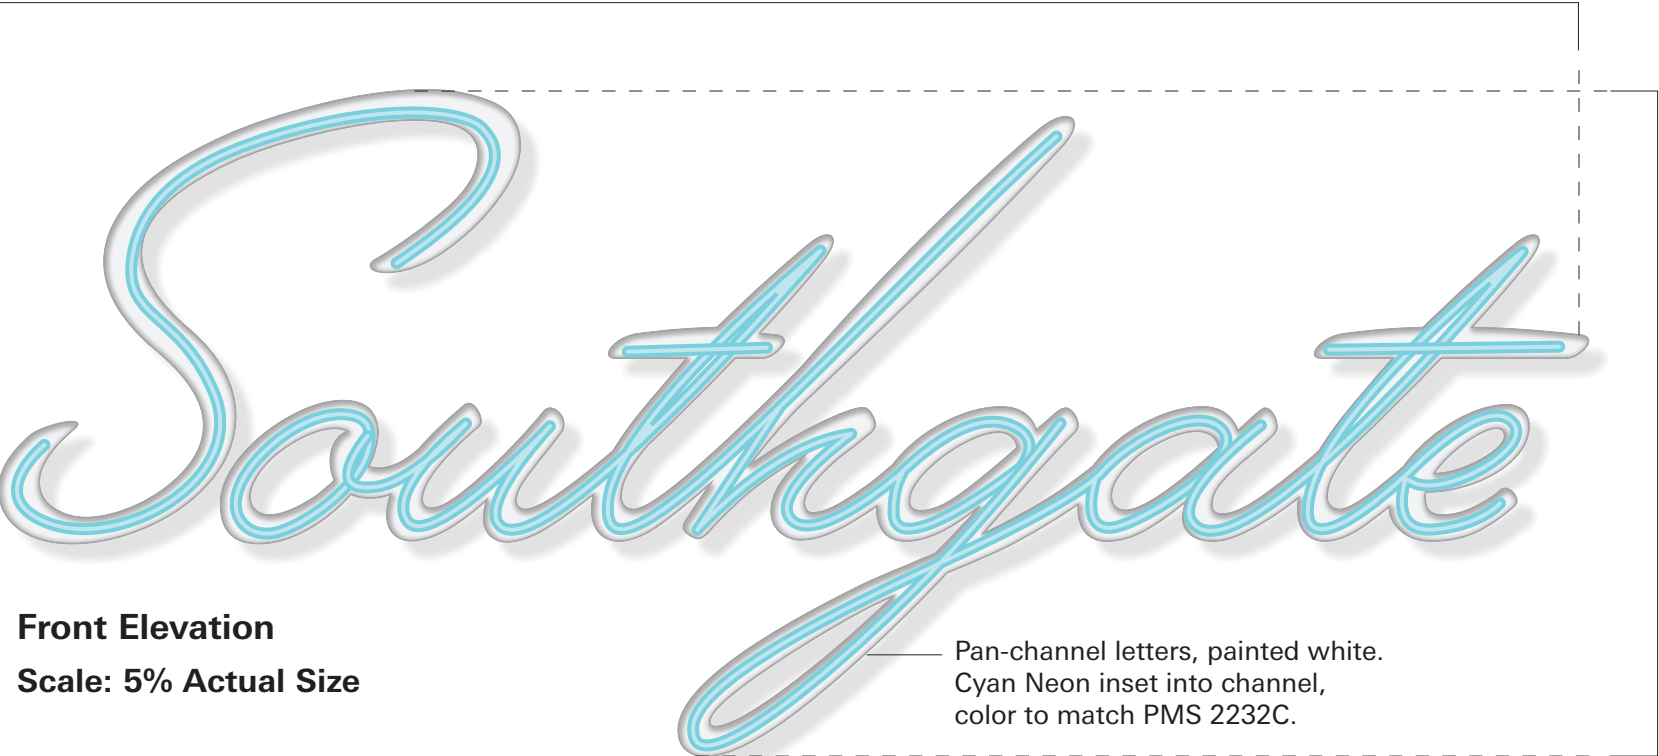 Southgate
Front Elevation
Scale: 5% Actual Size
Pan-channel letters, painted white.
Cyan Neon inset into channel,
color to match PMS 2232C.